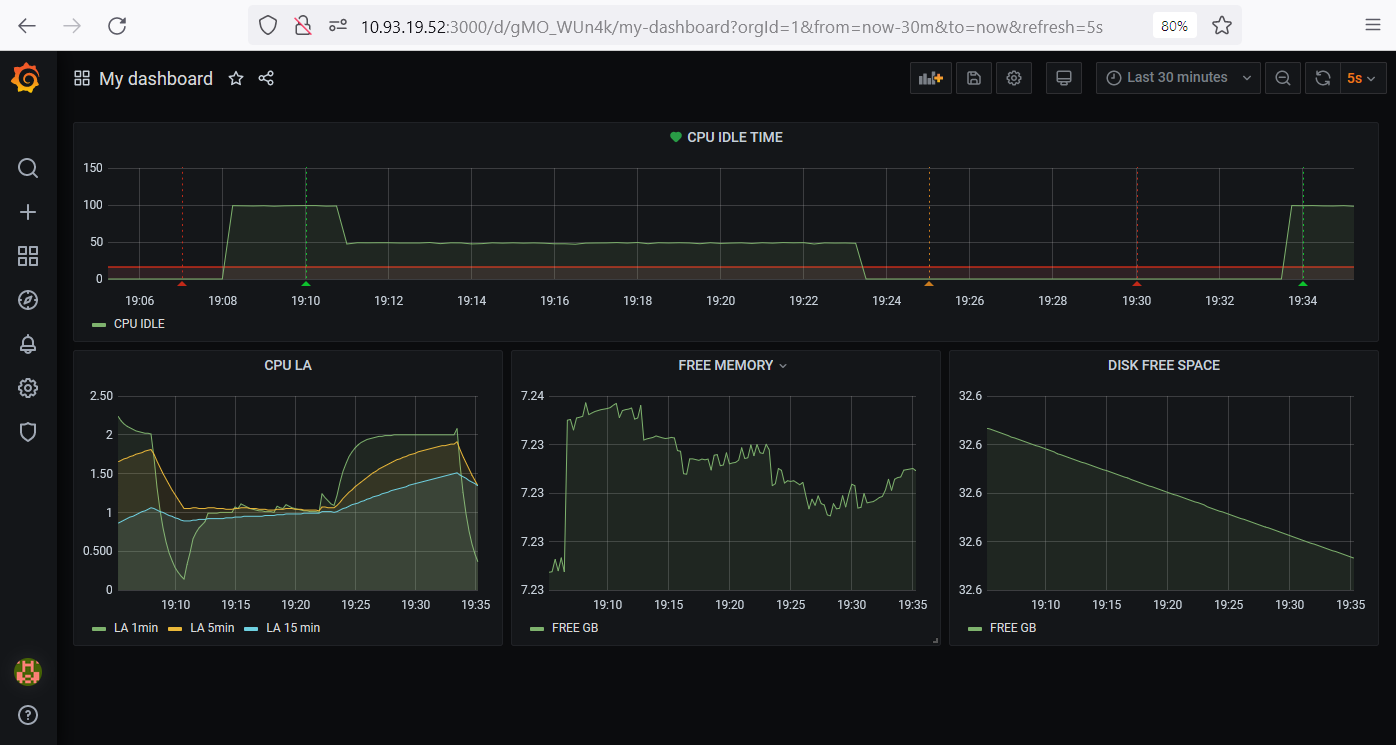 10.93.19.52:3000/d/gMO_WUn4k/my-dashboard?orgId=1&from=now-30m&to=now&refresh=5s 80%
My dashboard Last 30 minutes 5s
CPU IDLE TIME
150
100
50
0
19:06 19:08 19:10 19:12 19:14 19:16 19:18 19:20 19:22 19:24 19:26 19:28 19:30 19:32 19:34
CPU IDLE
CPU LA
2.50
2
1.50
1
0.500
0
19:10 19:15 19:20 19:25 19:30 19:35
LA 1min LA 5min LA 15 min
FREE MEMORY
7.24
7.23
7.23
7.23
7.23
19:10 19:15 19:20 19:25 19:30 19:35
FREE GB
DISK FREE SPACE
32.6
32.6
32.6
32.6
32.6
19:10 19:15 19:20 19:25 19:30 19:35
FREE GB